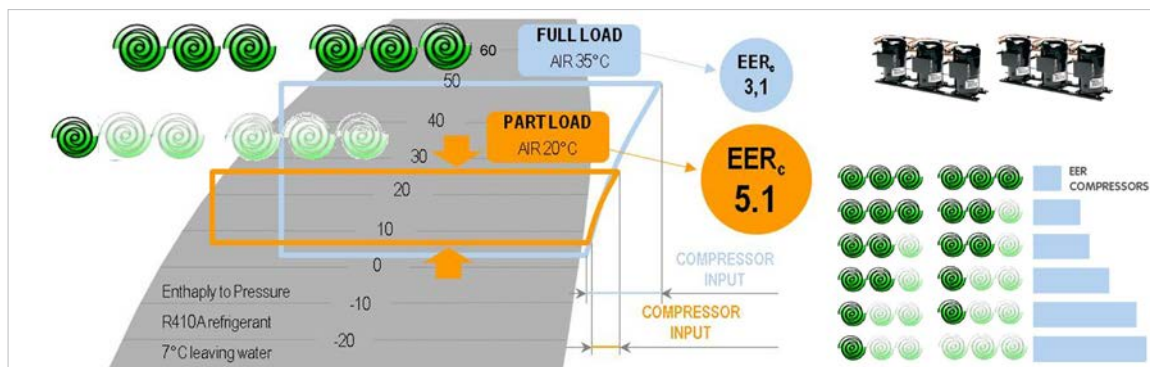 FULL LOAD
AIR 35°C
EERc
3,1
60
50
40
PART LOAD
AIR 20°C
30
EERc
5.1
20
10
0
-10
-20
COMPRESSOR
INPUT
COMPRESSOR
INPUT
Enthaply to Pressure
R410A refrigerant
7°C leaving water
EER
COMPRESSORS